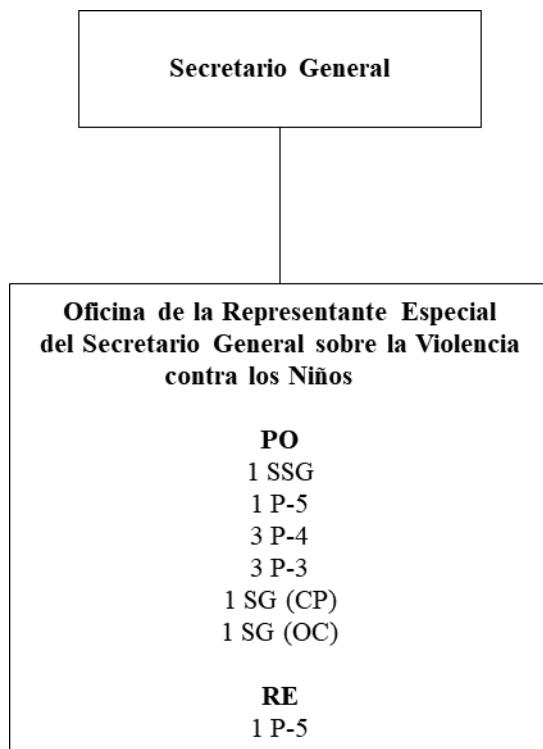 Secretario General
Oficina de la Representante Especial
del Secretario General sobre la Violencia
contra los Niños
PO
1 SSG
1 P-5
3 P-4
3 P-3
1 SG (CP)
1 SG (OC)
RE
1 P-5